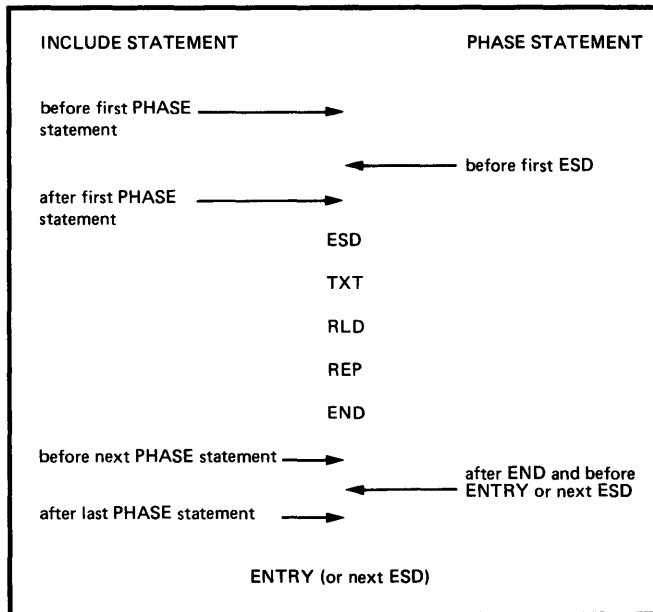 INCLUDE STATEMENT
PHASE STATEMENT
before first PHASE
statement
before first ESD
after first PHASE
statement
ESD
TXT
RLD
REP
END
before next PHASE statement
after END and before
ENTRY or next ESD
after last PHASE statement
ENTRY (or next ESD)